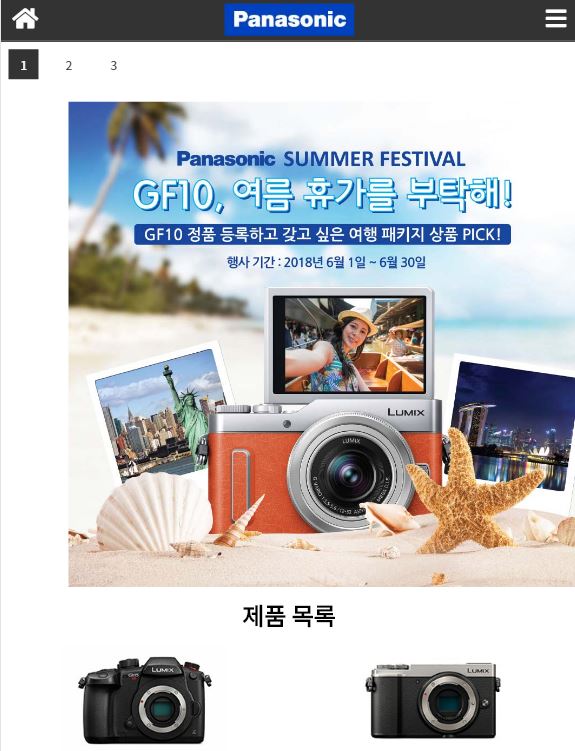 Panasonic
1 2 3
Panasonic SUMMER FESTIVAL
GF10, 여름 휴가를 부탁해!
GF10 정품 등록하고 갖고 싶은 여행 패키지 상품 PICK!
행사 기간 : 2018년 6월 1일 ~ 6월 30일
LUMIX
LUMIX
제품 목록
LUMIX
GH5
LUMIX